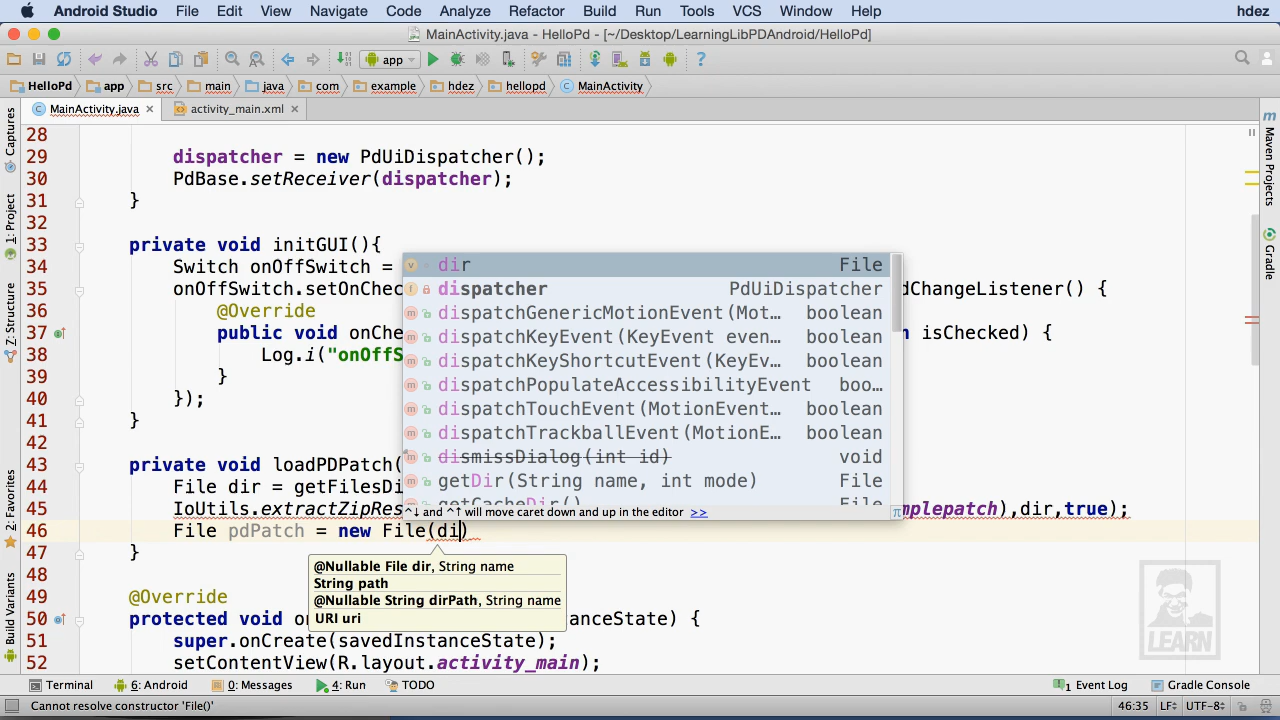 Android Studio File Edit View Navigate Code Analyze Refactor Build Run Tools VCS Window Help hdez
MainActivity.java - HelloPd - [~/Desktop/LearningLibPDAndroid/HelloPd]
app
HelloPd app src main java com example hdez hellopd MainActivity
MainActivity.java activity_main.xml
Captures
1: Project
7: Structure
2: Favorites
Build Variants
28
29 dispatcher = new PdUiDispatcher();
30 PdBase.setReceiver(dispatcher);
31 }
32
33 private void initGUI(){
34 Switch onOffSwitch =
35 onOffSwitch.setOnChec dChangeListener() {
36 @Override
37 public void onChe n isChecked) {
38 Log.i("onOffS
39 }
40 });
41 }
42
43 private void loadPDPatch(
44 File dir = getFilesDi
45 IoUtils.extractZipRes mplepatch),dir,true);
46 File pdPatch = new File(di)
47 }
48
49 @Override
50 protected void on anceState) {
51 super.onCreate(savedInstanceState);
52 setContentView(R.layout.activity_main);
dir File
dispatcher PdUiDispatcher
dispatchGenericMotionEvent(Mot… boolean
dispatchKeyEvent(KeyEvent even… boolean
dispatchKeyShortcutEvent(KeyEv… boolean
dispatchPopulateAccessibilityEvent boo…
dispatchTouchEvent(MotionEvent… boolean
dispatchTrackballEvent(MotionE… boolean
dismissDialog(int id) void
getDir(String name, int mode) File
getCacheDir() File
^↓ and ^↑ will move caret down and up in the editor >> π
@Nullable File dir, String name
String path
@Nullable String dirPath, String name
URI uri
Maven Projects
Gradle
LEARN
Terminal 6: Android 0: Messages 4: Run TODO 1 Event Log Gradle Console
Cannot resolve constructor 'File()' 46:35 LF UTF-8